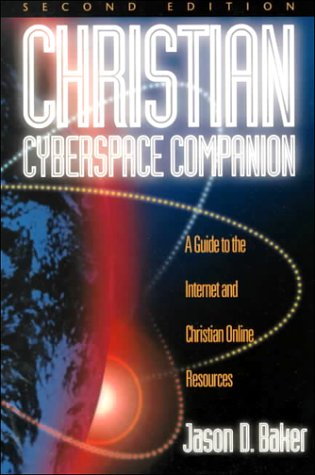 SECOND EDITION
CHRISTIAN
CYBERSPACE COMPANION
A Guide to the
Internet and
Christian Online
Resources
Jason D. Baker